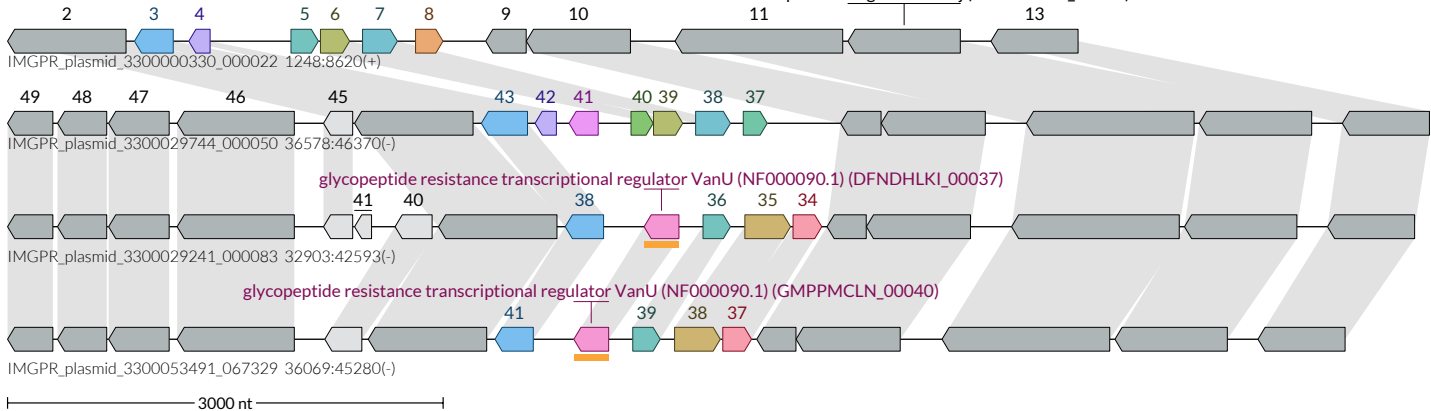 2 3 4 5 6 7 8 9 10 11 13
IMGPR_plasmid_3300000330_000022 1248:8620(+)
49 48 47 46 45 43 42 41 40 39 38 37
IMGPR_plasmid_3300029744_000050 36578:46370(-)
glycopeptide resistance transcriptional regulator VanU (NF000090.1) (DFNDHLKI_00037)
41 40 38 36 35 34
IMGPR_plasmid_3300029241_000083 32903:42593(-)
glycopeptide resistance transcriptional regulator VanU (NF000090.1) (GMPPMCLN_00040)
41 39 38 37
IMGPR_plasmid_3300053491_067329 36069:45280(-)
3000 nt